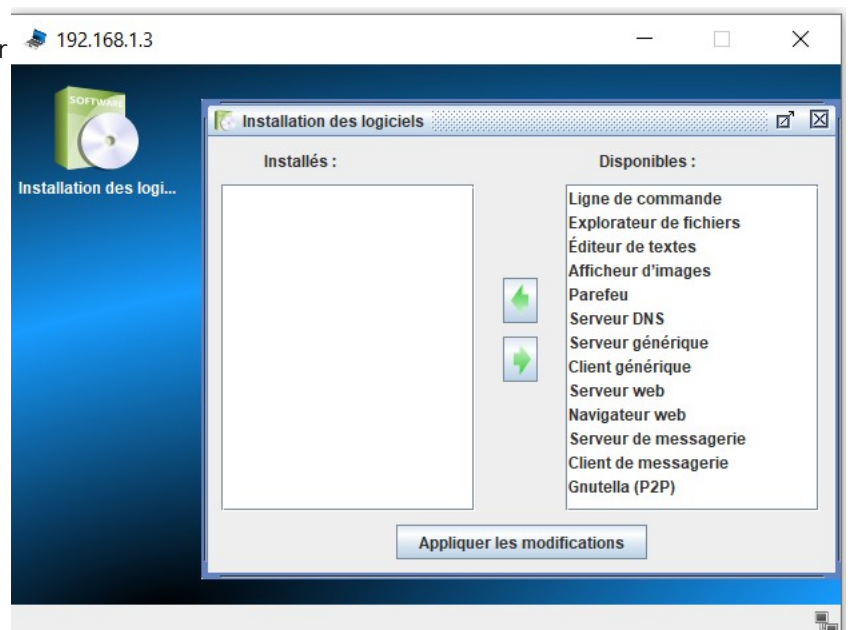 r
192.168.1.3
SOFTWARE
Installation des logi...
Installation des logiciels
Installés :
Disponibles :
Ligne de commande
Explorateur de fichiers
Éditeur de textes
Afficheur d'images
Parefeu
Serveur DNS
Serveur générique
Client générique
Serveur web
Navigateur web
Serveur de messagerie
Client de messagerie
Gnutella (P2P)
Appliquer les modifications